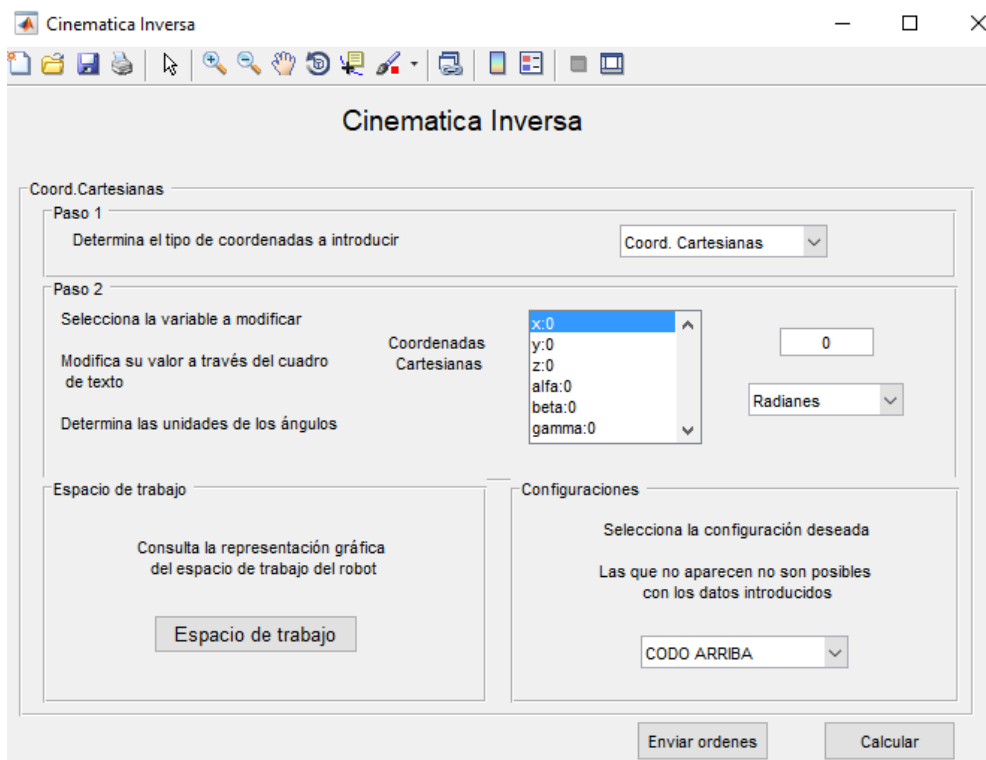 Cinematica Inversa
Cinematica Inversa
Coord.Cartesianas
Paso 1
Determina el tipo de coordenadas a introducir
Coord. Cartesianas
Paso 2
Selecciona la variable a modificar
Modifica su valor a través del cuadro
de texto
Determina las unidades de los ángulos
Coordenadas
Cartesianas
x:0
y:0
z:0
alfa:0
beta:0
gamma:0
0
Radianes
Espacio de trabajo
Consulta la representación gráfica
del espacio de trabajo del robot
Espacio de trabajo
Configuraciones
Selecciona la configuración deseada
Las que no aparecen no son posibles
con los datos introducidos
CODO ARRIBA
Enviar ordenes
Calcular